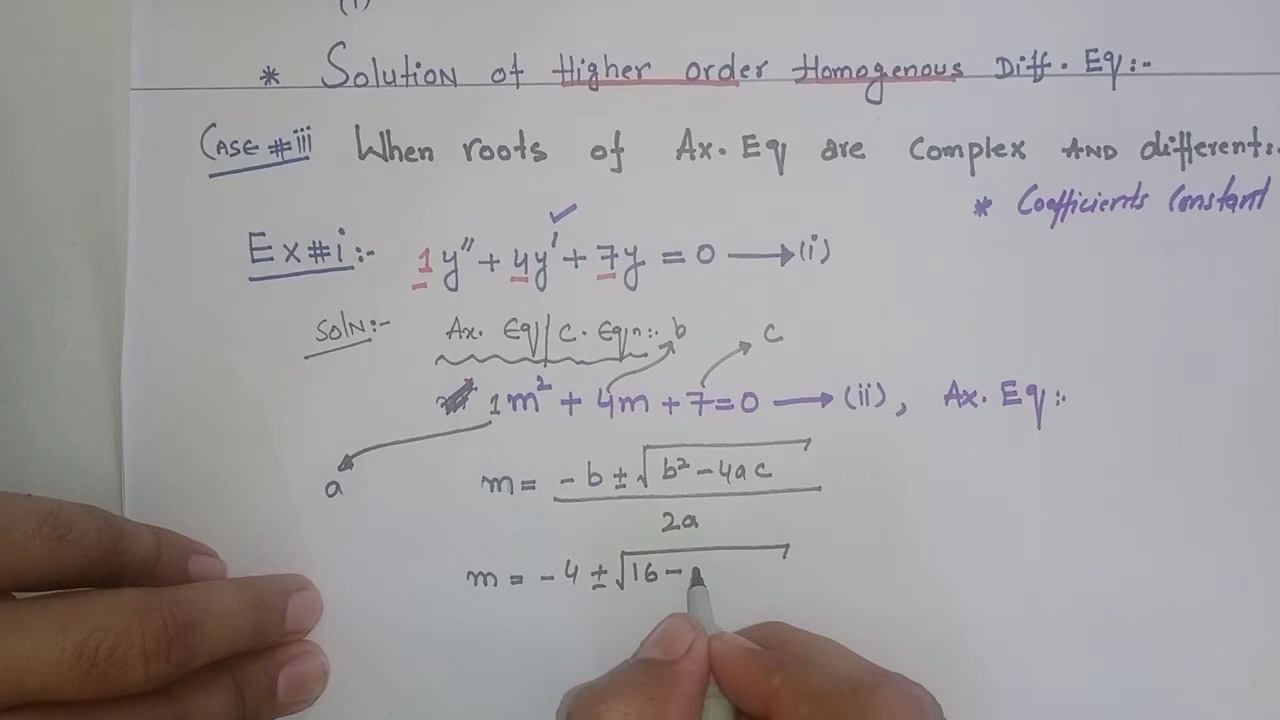 (i)
* Solution of Higher order Homogenous Diff. Eq:-
Case #iii When roots of Ax. Eq are Complex AND different:
* Coefficients Constant
Ex#i:- 1y'' + 4y' + 7y = 0 → (i)
Soln:- Ax. Eq/C. Eqn:- b c
1m² + 4m + 7 = 0 → (ii), Ax. Eq:-
a m = -b ± √b² - 4ac
2a
m = -4 ± √16 -